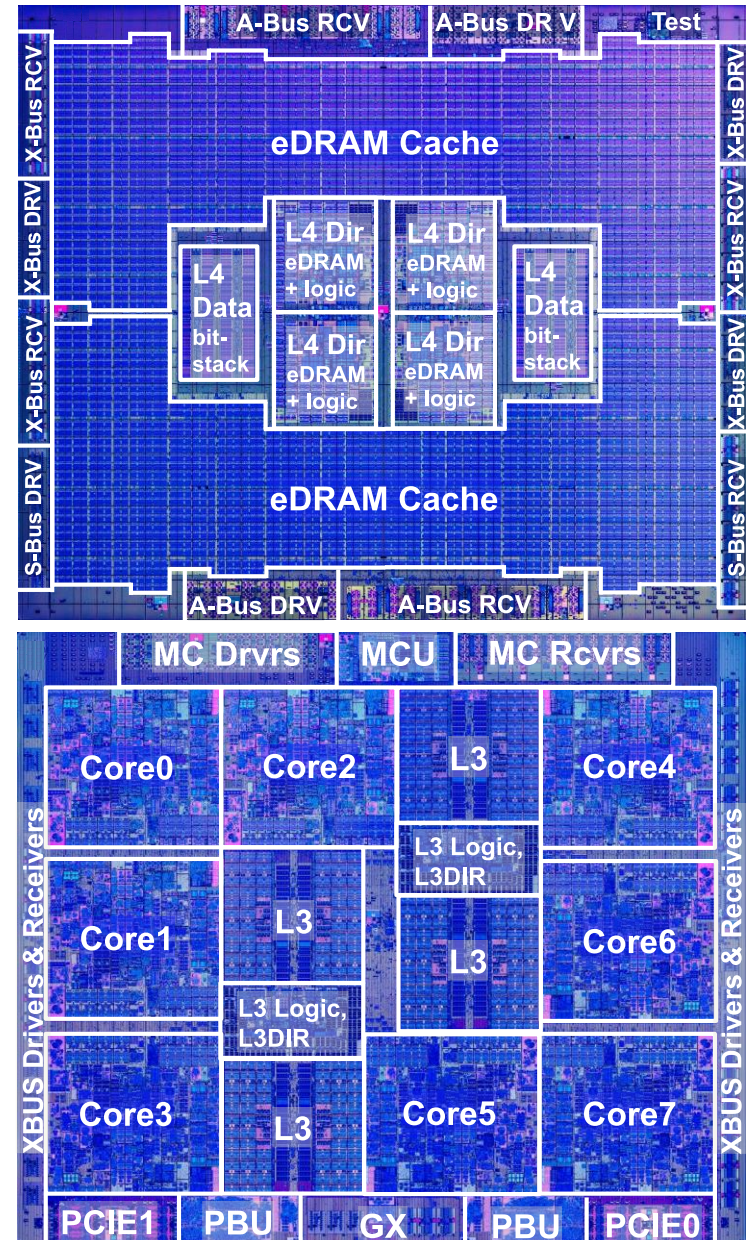 A-Bus RCV
A-Bus DR V
Test
X-Bus RCV
X-Bus DRV
X-Bus RCV
S-Bus DRV
X-Bus DRV
X-Bus RCV
X-Bus DRV
S-Bus RCV
eDRAM Cache
L4
Data
bit-
stack
L4 Dir
eDRAM
+ logic
L4 Dir
eDRAM
+ logic
L4 Dir
eDRAM
+ logic
L4 Dir
eDRAM
+ logic
L4
Data
bit-
stack
eDRAM Cache
A-Bus DRV
A-Bus RCV
MC Drvrs
MCU
MC Rcvrs
XBUS Drivers & Receivers
XBUS Drivers & Receivers
Core0
Core2
L3
Core4
L3 Logic,
L3DIR
Core1
L3
L3
Core6
L3 Logic,
L3DIR
Core3
L3
Core5
Core7
PCIE1
PBU
GX
PBU
PCIE0